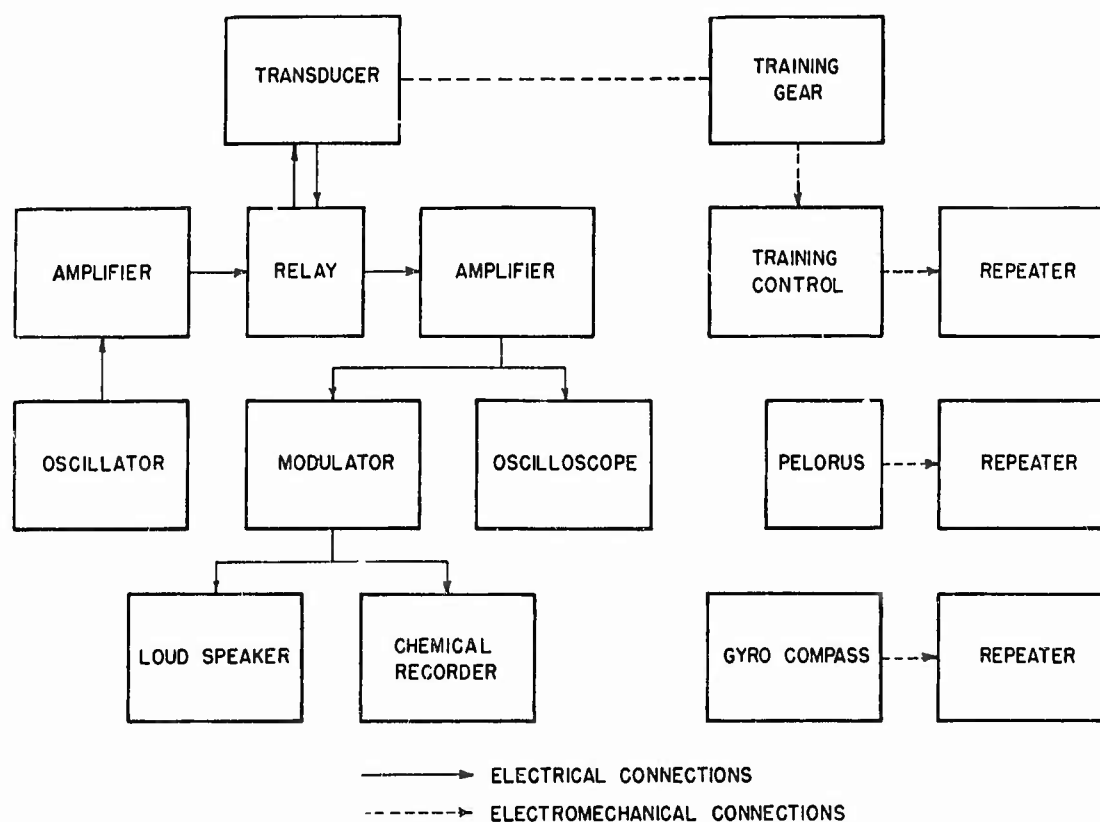 TRANSDUCER
TRAINING
GEAR
AMPLIFIER
RELAY
AMPLIFIER
TRAINING
CONTROL
REPEATER
OSCILLATOR
MODULATOR
OSCILLOSCOPE
PELORUS
REPEATER
LOUD SPEAKER
CHEMICAL
RECORDER
GYRO COMPASS
REPEATER
ELECTRICAL CONNECTIONS
ELECTROMECHANICAL CONNECTIONS